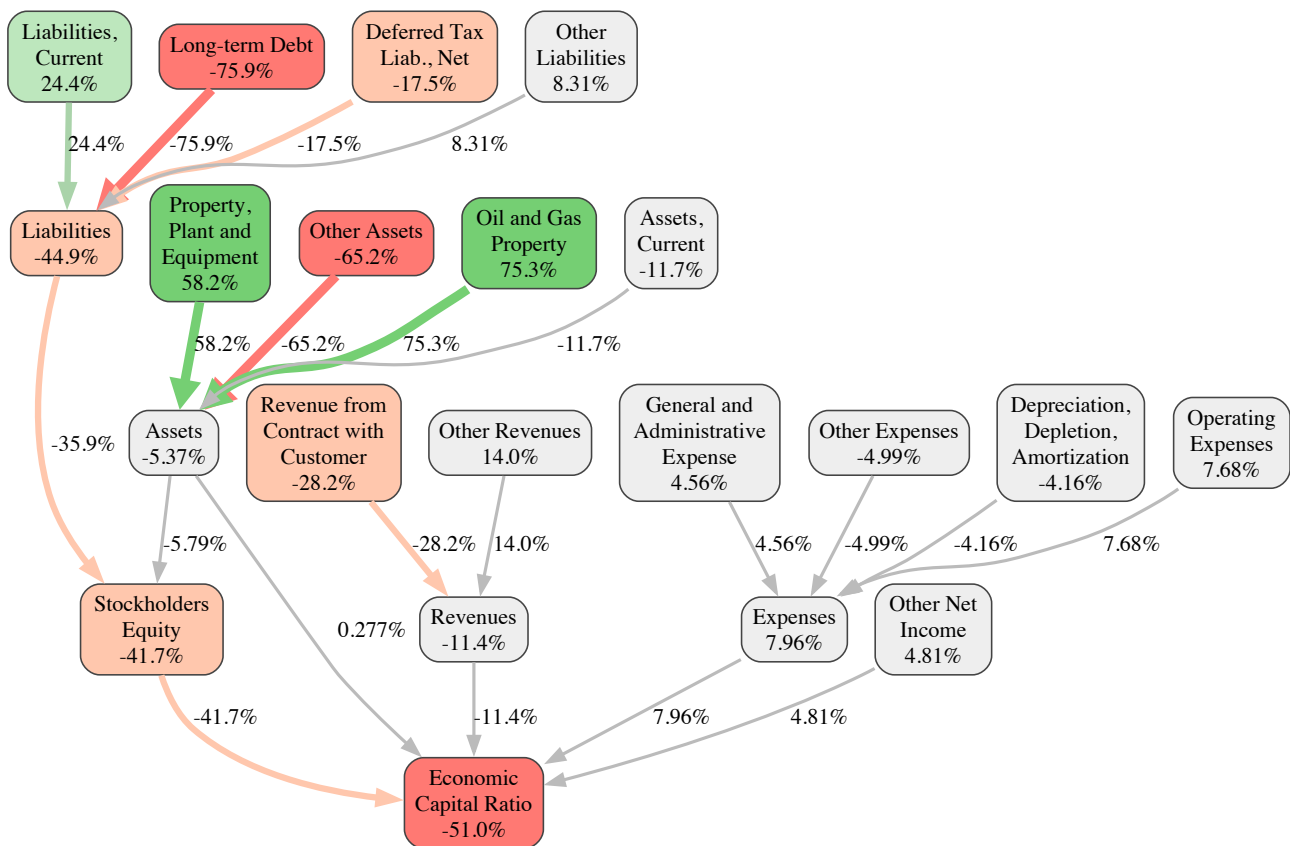 Liabilities,
Current
24.4%
Long-term Debt
-75.9%
Deferred Tax
Liab., Net
-17.5%
Other
Liabilities
8.31%
24.4%
-75.9%
-17.5%
8.31%
Liabilities
-44.9%
Property,
Plant and
Equipment
58.2%
Other Assets
-65.2%
Oil and Gas
Property
75.3%
Assets,
Current
-11.7%
58.2%
-65.2%
75.3%
-11.7%
-35.9%
Assets
-5.37%
Revenue from
Contract with
Customer
-28.2%
Other Revenues
14.0%
General and
Administrative
Expense
4.56%
Other Expenses
-4.99%
Depreciation,
Depletion,
Amortization
-4.16%
Operating
Expenses
7.68%
-5.79%
-28.2%
14.0%
4.56%
-4.99%
-4.16%
7.68%
Stockholders
Equity
-41.7%
0.277%
Revenues
-11.4%
Expenses
7.96%
Other Net
Income
4.81%
-41.7%
-11.4%
7.96%
4.81%
Economic
Capital Ratio
-51.0%